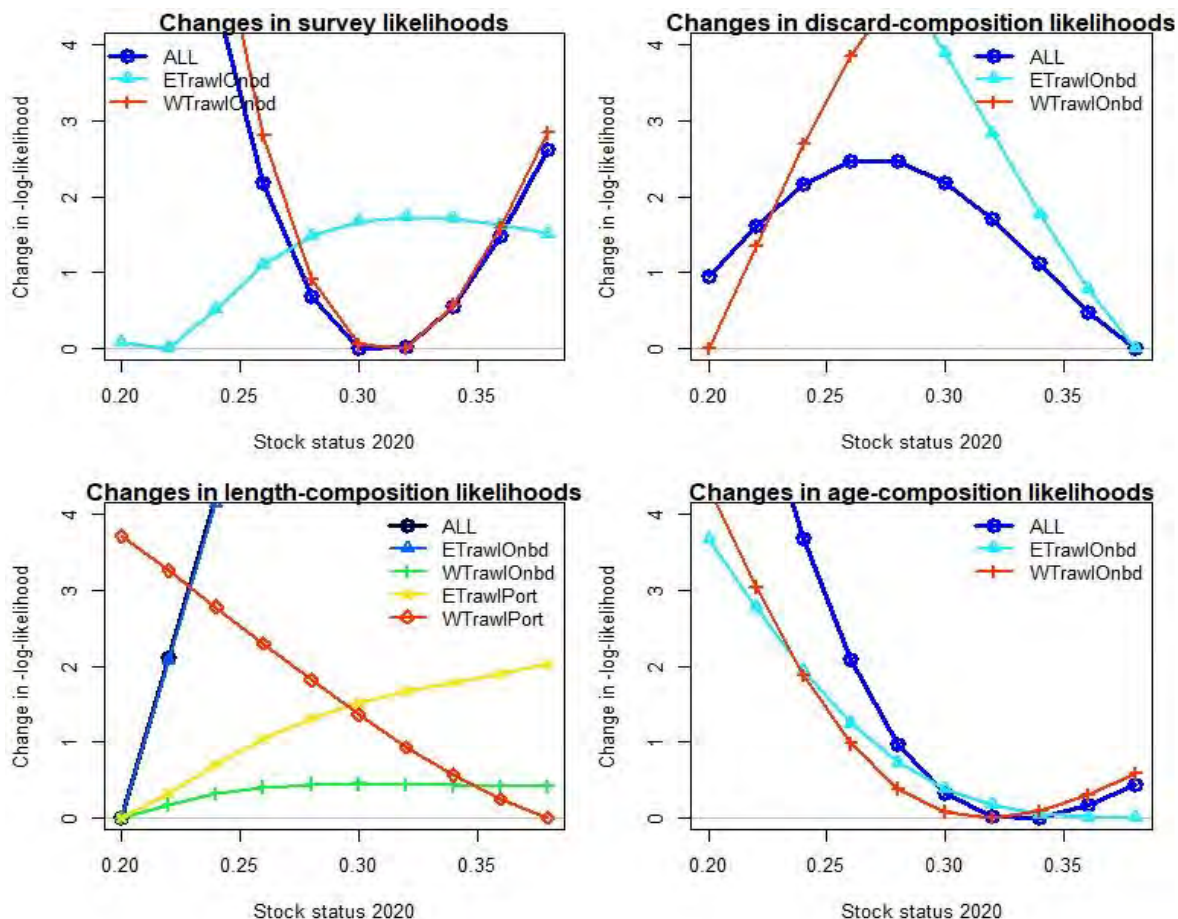 Changes in survey likelihoods
Change in -log-likelihood
4
3
2
1
0
ALL
ETrawlOnbd
WTrawlOnbd
0.20 0.25 0.30 0.35
Stock status 2020
Changes in discard-composition likelihoods
Change in -log-likelihood
4
3
2
1
0
ALL
ETrawlOnbd
WTrawlOnbd
0.20 0.25 0.30 0.35
Stock status 2020
Changes in length-composition likelihoods
Change in -log-likelihood
4
3
2
1
0
ALL
ETrawlOnbd
WTrawlOnbd
ETrawlPort
WTrawlPort
0.20 0.25 0.30 0.35
Stock status 2020
Changes in age-composition likelihoods
Change in -log-likelihood
4
3
2
1
0
ALL
ETrawlOnbd
WTrawlOnbd
0.20 0.25 0.30 0.35
Stock status 2020